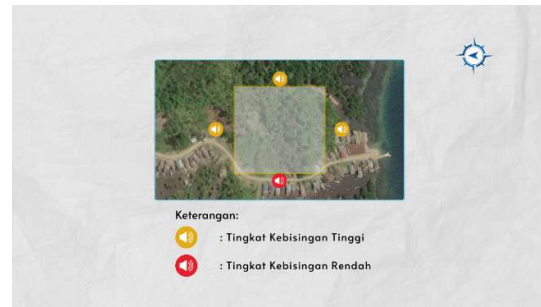 Keterangan:
: Tingkat Kebisingan Tinggi
: Tingkat Kebisingan Rendah